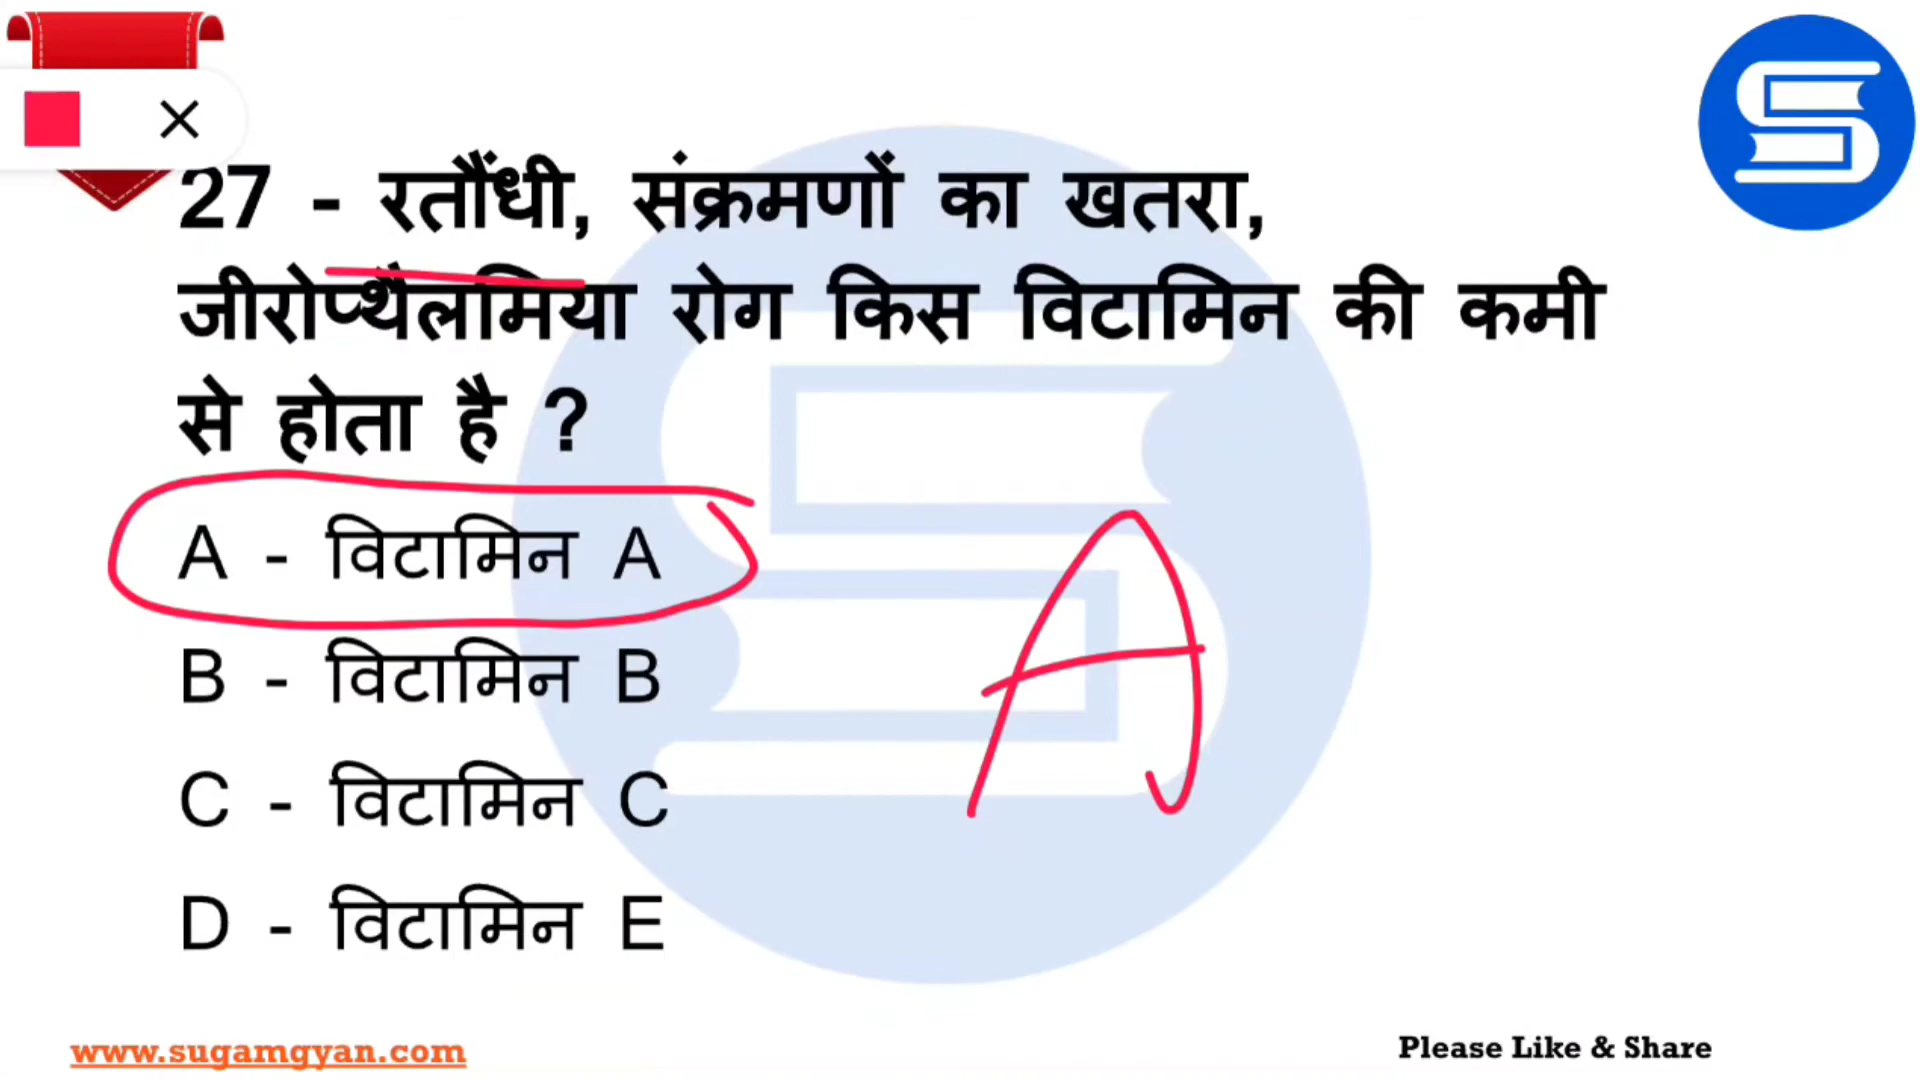 27 - रतौंधी, संक्रमणों का खतरा,
जीरोप्थैलमिया रोग किस विटामिन की कमी
से होता है ?
A - विटामिन A
B - विटामिन B
C - विटामिन C
D - विटामिन E
A
www.sugamgyan.com
Please Like & Share